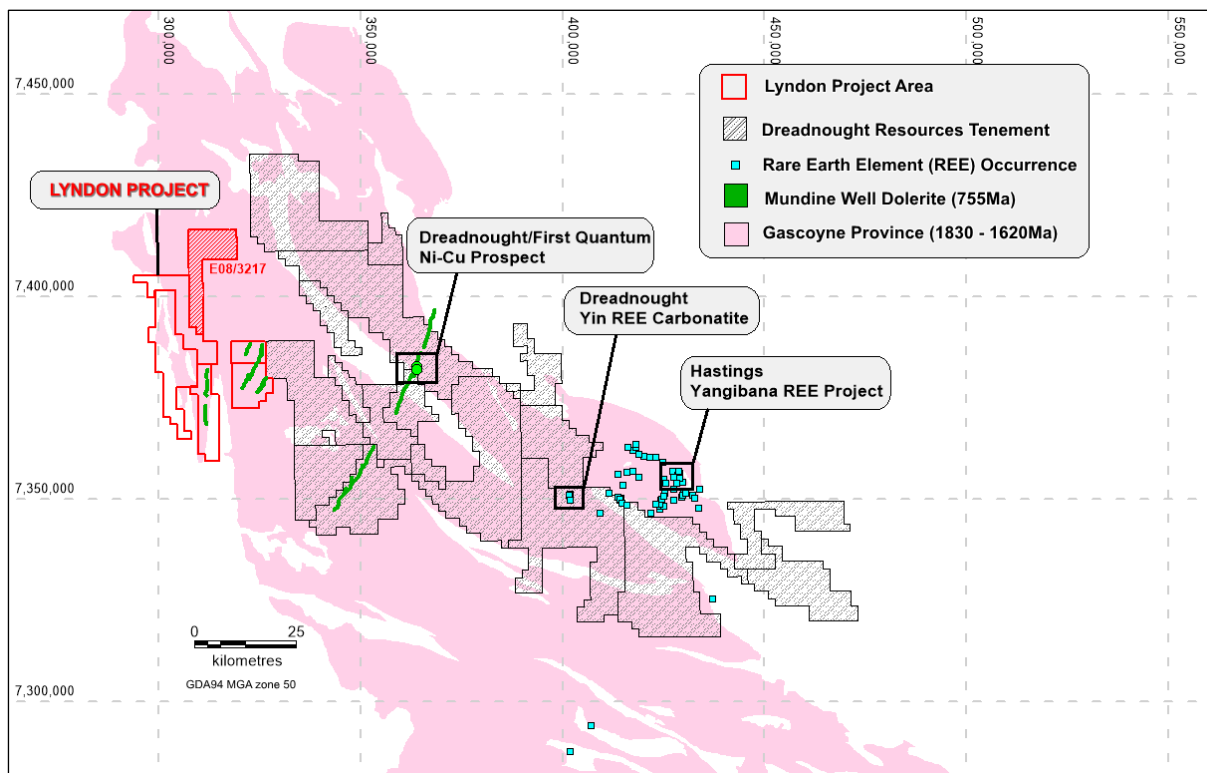 300,000
350,000
400,000
450,000
500,000
550,000
7,450,000
Lyndon Project Area
Dreadnought Resources Tenement
Rare Earth Element (REE) Occurrence
Mundine Well Dolerite (755Ma)
Gascoyne Province (1830 - 1620Ma)
LYNDON PROJECT
E08/3217
Dreadnought/First Quantum
Ni-Cu Prospect
7,400,000
Dreadnought
Yin REE Carbonatite
Hastings
Yangibana REE Project
7,350,000
0 25
kilometres
GDA94 MGA zone 50
7,300,000